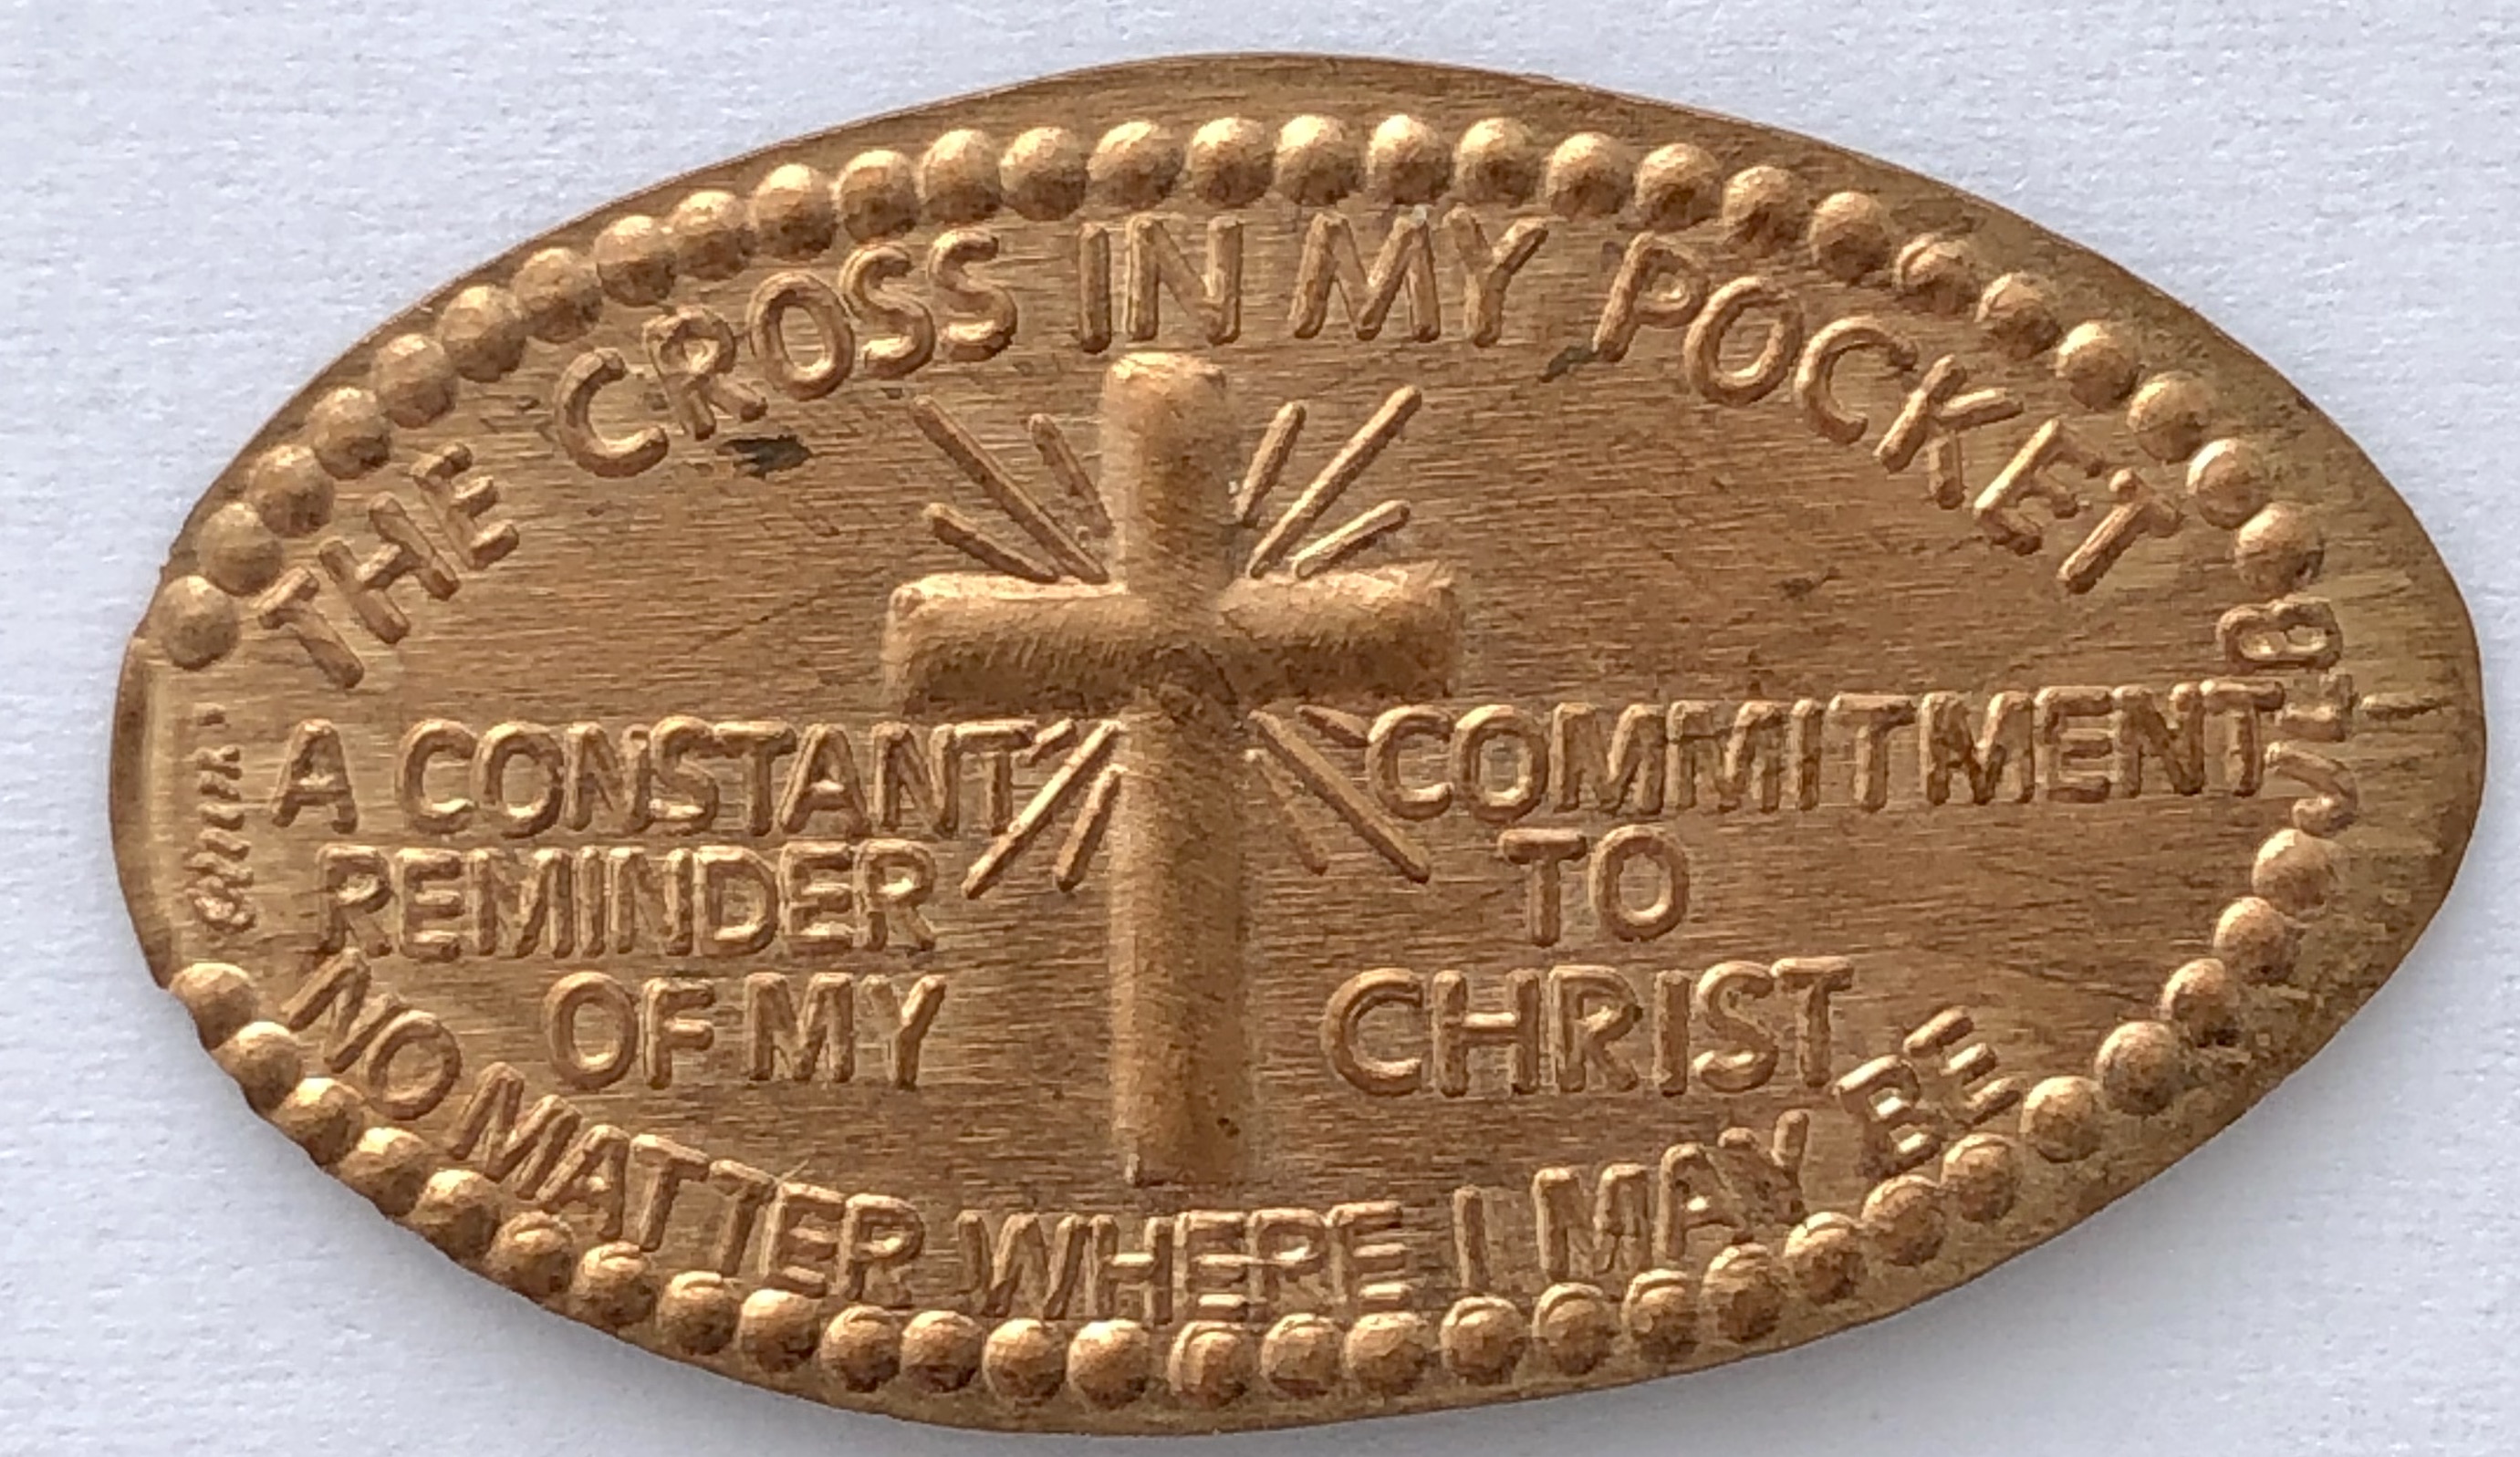 THE CROSS IN MY POCKET
A CONSTANT
REMINDER
OF MY
COMMITMENT
TO
CHRIST
NO MATTER WHERE I MAY BE